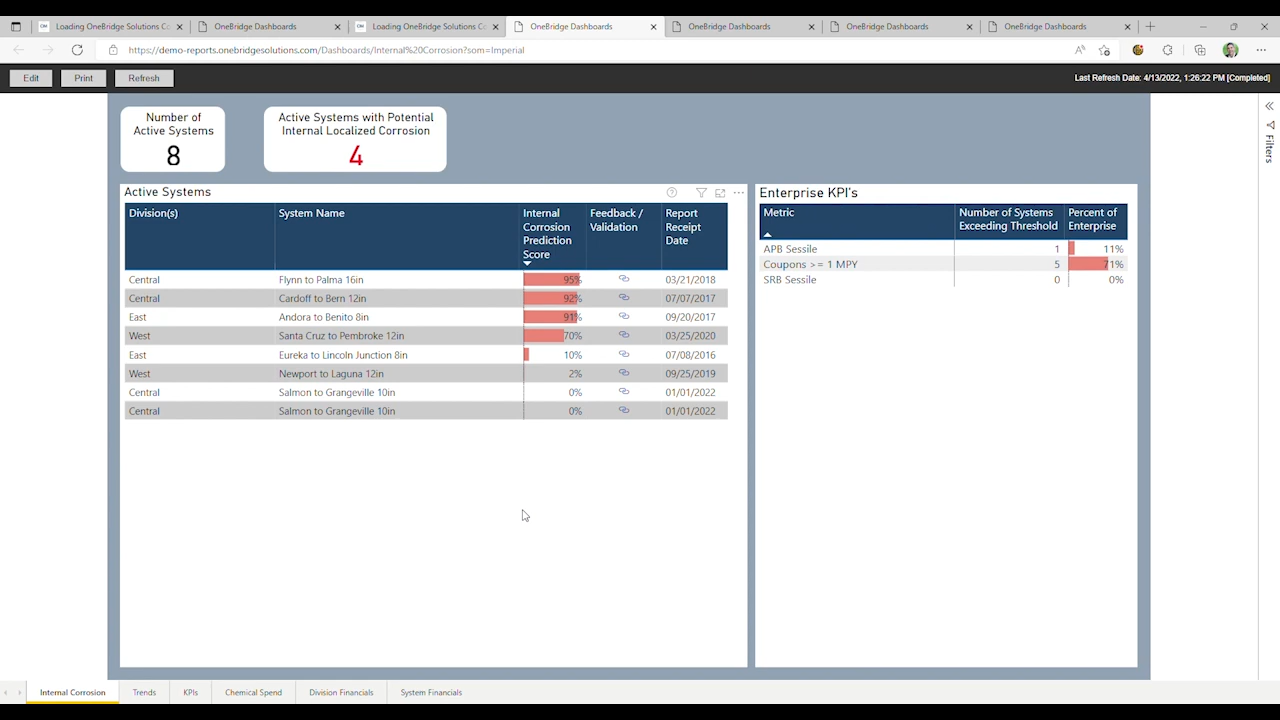 Loading OneBridge Solutions Co
OneBridge Dashboards
Loading OneBridge Solutions Co
OneBridge Dashboards
OneBridge Dashboards
OneBridge Dashboards
OneBridge Dashboards
https://demo-reports.onebridgesolutions.com/Dashboards/Internal%20Corrosion?som=Imperial
Edit
Print
Refresh
Last Refresh Date: 4/13/2022, 1:26:22 PM [Completed]
Number of
Active Systems
8
Active Systems with Potential
Internal Localized Corrosion
4
Filters
Active Systems
Division(s) System Name Internal Corrosion Prediction Score Feedback / Validation Report Receipt Date
Central Flynn to Palma 16in 95% 03/21/2018
Central Cardoff to Bern 12in 92% 07/07/2017
East Andora to Benito 8in 91% 09/20/2017
West Santa Cruz to Pembroke 12in 70% 03/25/2020
East Eureka to Lincoln Junction 8in 10% 07/08/2016
West Newport to Laguna 12in 2% 09/25/2019
Central Salmon to Grangeville 10in 0% 01/01/2022
Central Salmon to Grangeville 10in 0% 01/01/2022
Enterprise KPI's
Metric Number of Systems Exceeding Threshold Percent of Enterprise
APB Sessile 1 11%
Coupons >= 1 MPY 5 71%
SRB Sessile 0 0%
Internal Corrosion
Trends
KPIs
Chemical Spend
Division Financials
System Financials